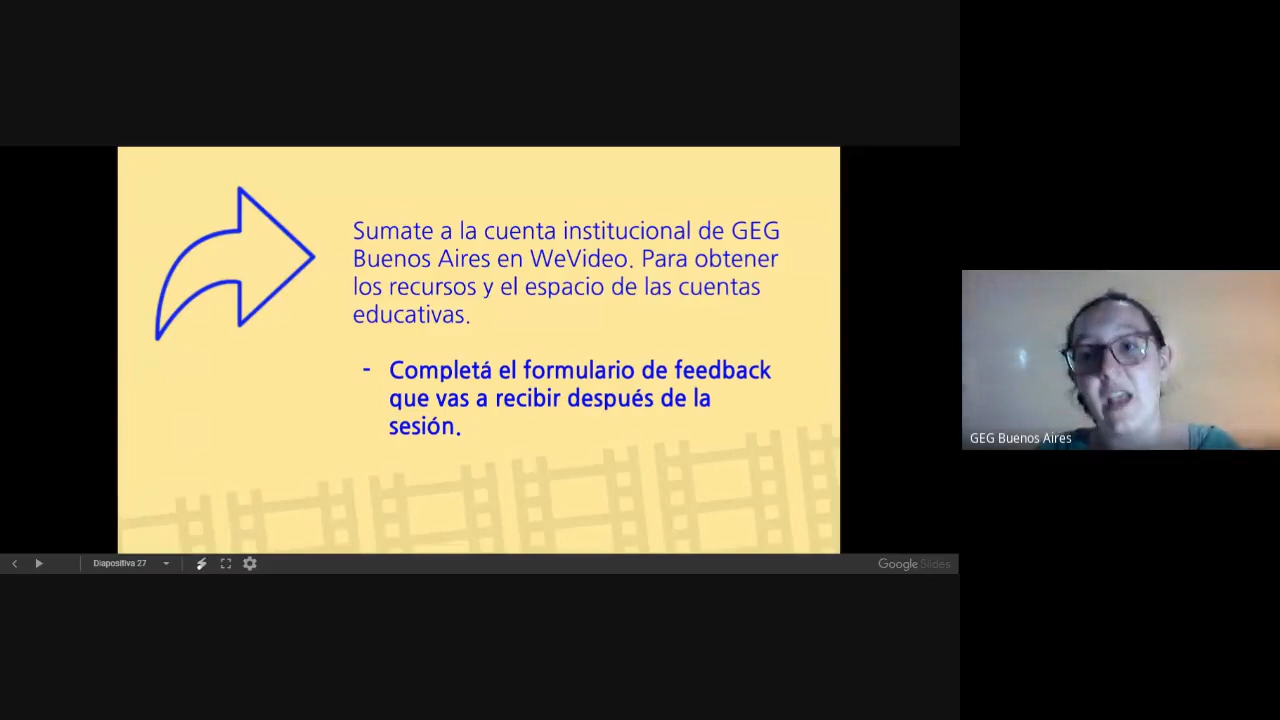 Sumate a la cuenta institucional de GEG
Buenos Aires en WeVideo. Para obtener
los recursos y el espacio de las cuentas
educativas.
- Completá el formulario de feedback
que vas a recibir después de la
sesión.
GEG Buenos Aires
Diapositiva 27
Google Slides